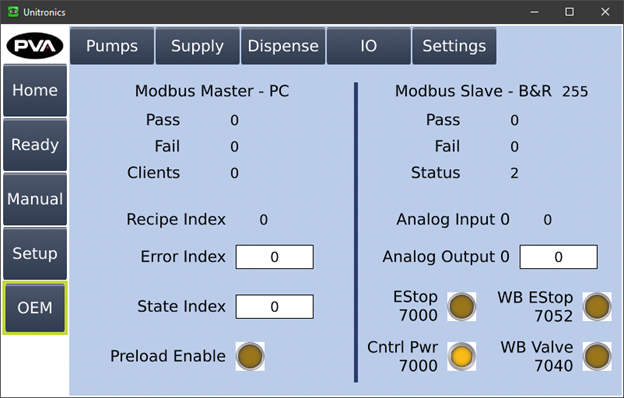 Unitronics
PVA
Pumps Supply Dispense IO Settings
Home
Ready
Manual
Setup
OEM
Modbus Master - PC
Pass 0
Fail 0
Clients 0
Recipe Index 0
Error Index 0
State Index 0
Preload Enable
Modbus Slave - B&R 255
Pass 0
Fail 0
Status 2
Analog Input 0 0
Analog Output 0 0
EStop
7000
WB EStop
7052
Cntrl Pwr
7000
WB Valve
7040